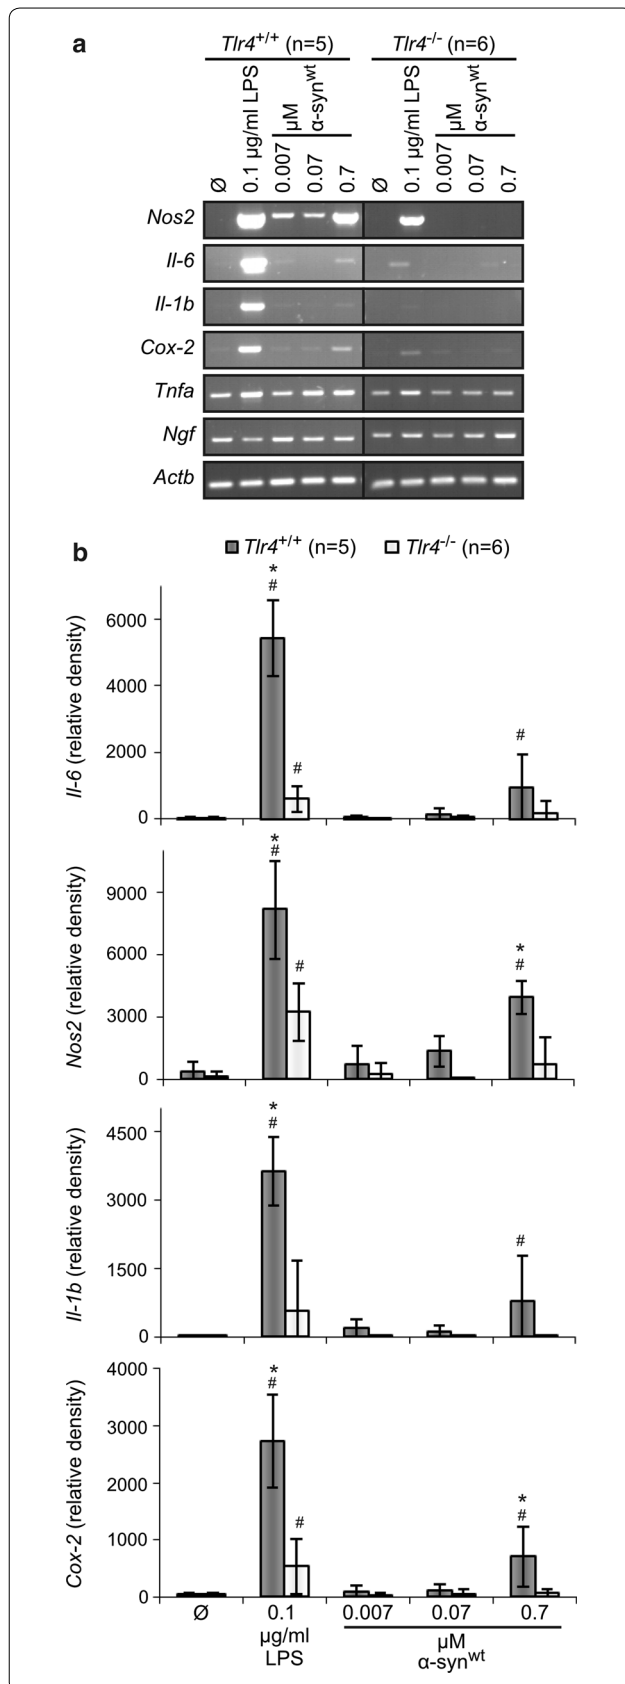 a
Tlr4+/+ (n=5) Tlr4-/- (n=6)
Ø 0.1 µg/ml LPS 0.007 0.07 0.7 µM α-synwt Ø 0.1 µg/ml LPS 0.007 0.07 0.7 µM α-synwt
Nos2
Il-6
Il-1b
Cox-2
Tnfa
Ngf
Actb
b
Tlr4+/+ (n=5) Tlr4-/- (n=6)
Il-6 (relative density)
6000
4000
2000
0
*
#
#
#
Nos2 (relative density)
9000
6000
3000
0
*
#
#
*
#
Il-1b (relative density)
4500
3000
1500
0
*
#
#
Cox-2 (relative density)
4000
3000
2000
1000
0
*
#
#
*
#
Ø 0.1 0.007 0.07 0.7
µg/ml µM
LPS α-synwt